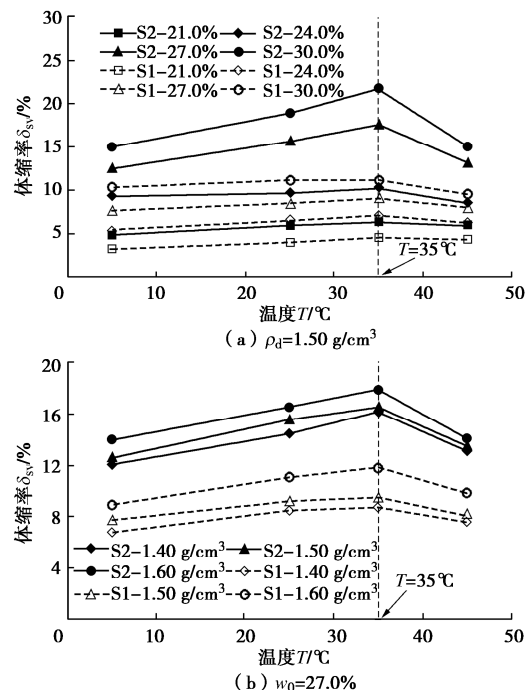 30
25
20
15
10
5
体缩率δsv/%
S2-21.0% S2-24.0%
S2-27.0% S2-30.0%
S1-21.0% S1-24.0%
S1-27.0% S1-30.0%
T=35℃
0 10 20 30 40 50
温度T/℃
(a) ρd=1.50 g/cm³
20
16
12
8
4
体缩率δsv/%
S2-1.40 g/cm³ S2-1.50 g/cm³
S2-1.60 g/cm³ S1-1.40 g/cm³
S1-1.50 g/cm³ S1-1.60 g/cm³
T=35℃
0 10 20 30 40 50
温度T/℃
(b) w0=27.0%